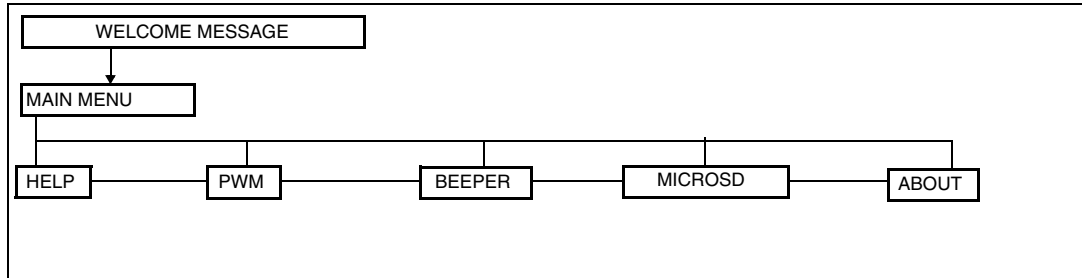 WELCOME MESSAGE
MAIN MENU
HELP
PWM
BEEPER
MICROSD
ABOUT